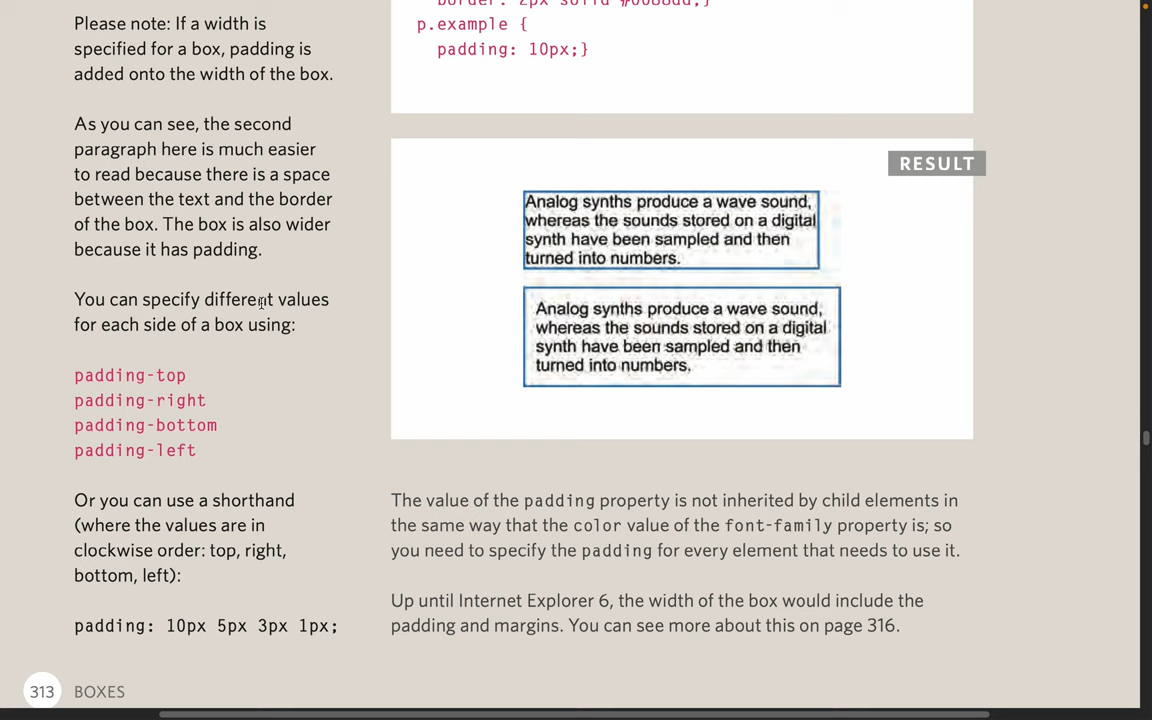 Please note: If a width is
specified for a box, padding is
added onto the width of the box.
As you can see, the second
paragraph here is much easier
to read because there is a space
between the text and the border
of the box. The box is also wider
because it has padding.
You can specify different values
for each side of a box using:
padding-top
padding-right
padding-bottom
padding-left
Or you can use a shorthand
(where the values are in
clockwise order: top, right,
bottom, left):
padding: 10px 5px 3px 1px;
border: 2px solid #0088dd;}
p.example {
padding: 10px;}
RESULT
Analog synths produce a wave sound,
whereas the sounds stored on a digital
synth have been sampled and then
turned into numbers.
Analog synths produce a wave sound,
whereas the sounds stored on a digital
synth have been sampled and then
turned into numbers.
The value of the padding property is not inherited by child elements in
the same way that the color value of the font-family property is; so
you need to specify the padding for every element that needs to use it.
Up until Internet Explorer 6, the width of the box would include the
padding and margins. You can see more about this on page 316.
313 BOXES